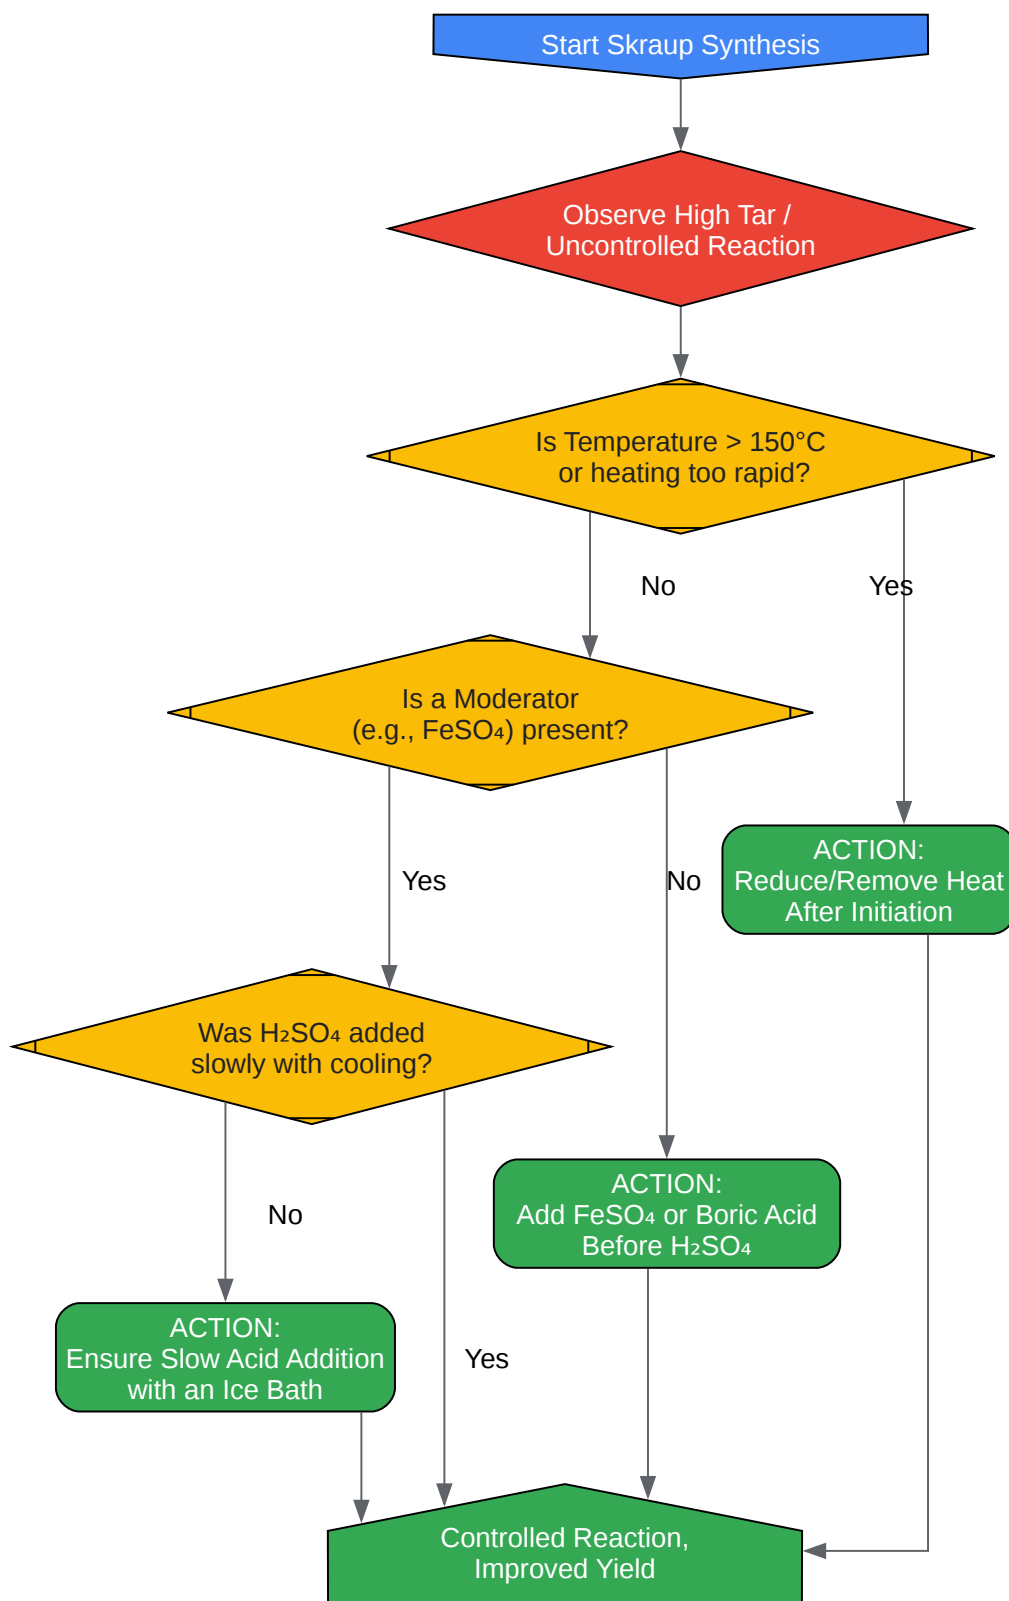 Start Skraup Synthesis
Observe High Tar /
Uncontrolled Reaction
Is Temperature > 150°C
or heating too rapid?
No
Yes
Is a Moderator
(e.g., FeSO₄) present?
Yes
No
ACTION:
Reduce/Remove Heat
After Initiation
Was H₂SO₄ added
slowly with cooling?
No
Yes
ACTION:
Add FeSO₄ or Boric Acid
Before H₂SO₄
ACTION:
Ensure Slow Acid Addition
with an Ice Bath
Controlled Reaction,
Improved Yield